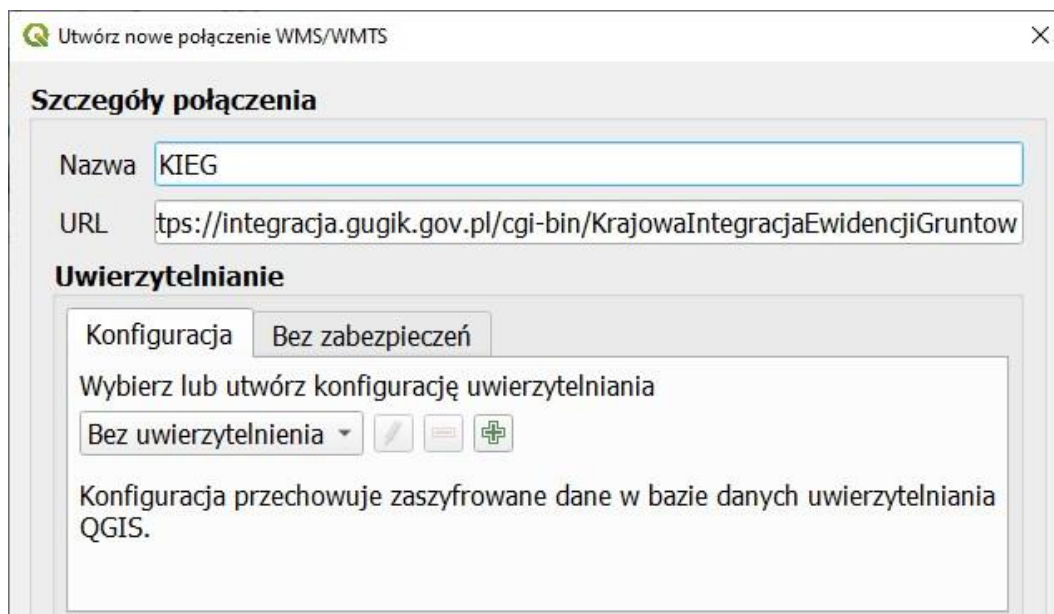 Utwórz nowe połączenie WMS/WMTS
Szczegóły połączenia
Nazwa KIEG
URL tps://integracja.gugik.gov.pl/cgi-bin/KrajowaIntegracjaEwidencjiGruntow
Uwierzytelnianie
Konfiguracja Bez zabezpieczeń
Wybierz lub utwórz konfigurację uwierzytelniania
Bez uwierzytelnienia
Konfiguracja przechowuje zaszyfrowane dane w bazie danych uwierzytelniania
QGIS.